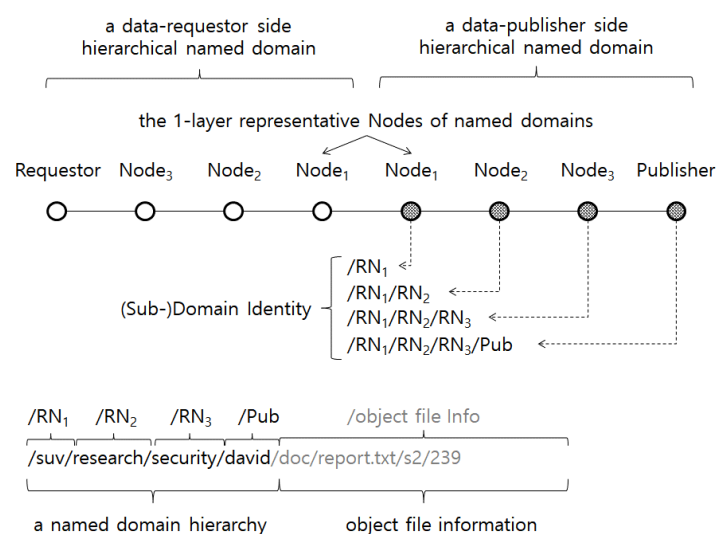 a data-requestor side
hierarchical named domain
a data-publisher side
hierarchical named domain
the 1-layer representative Nodes of named domains
Requestor Node₃ Node₂ Node₁ Node₁ Node₂ Node₃ Publisher
(Sub-)Domain Identity
/RN₁
/RN₁/RN₂
/RN₁/RN₂/RN₃
/RN₁/RN₂/RN₃/Pub
/RN₁ /RN₂ /RN₃ /Pub /object file Info
/suv/research/security/david/doc/report.txt/s2/239
a named domain hierarchy object file information